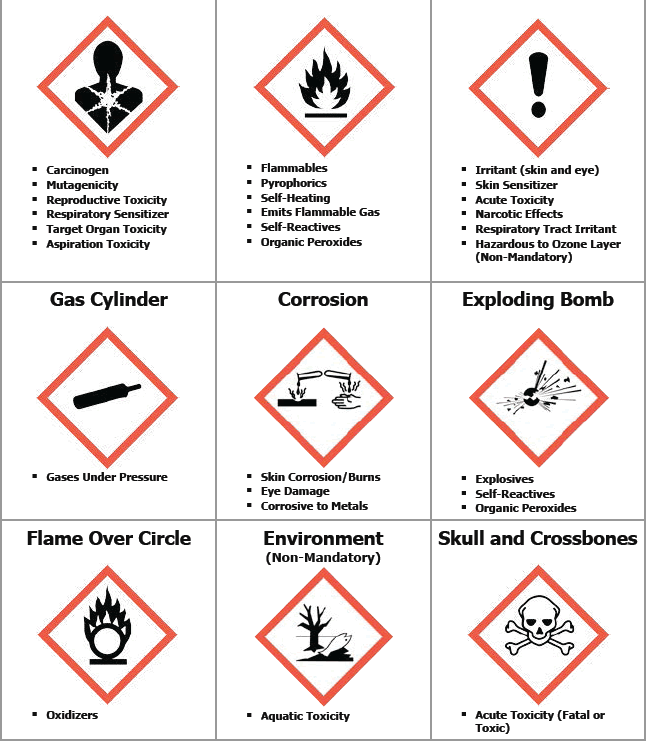 ▪ Carcinogen
▪ Mutagenicity
▪ Reproductive Toxicity
▪ Respiratory Sensitizer
▪ Target Organ Toxicity
▪ Aspiration Toxicity
▪ Flammables
▪ Pyrophorics
▪ Self-Heating
▪ Emits Flammable Gas
▪ Self-Reactives
▪ Organic Peroxides
▪ Irritant (skin and eye)
▪ Skin Sensitizer
▪ Acute Toxicity
▪ Narcotic Effects
▪ Respiratory Tract Irritant
▪ Hazardous to Ozone Layer
(Non-Mandatory)
Gas Cylinder
▪ Gases Under Pressure
Corrosion
▪ Skin Corrosion/Burns
▪ Eye Damage
▪ Corrosive to Metals
Exploding Bomb
▪ Explosives
▪ Self-Reactives
▪ Organic Peroxides
Flame Over Circle
▪ Oxidizers
Environment
(Non-Mandatory)
▪ Aquatic Toxicity
Skull and Crossbones
▪ Acute Toxicity (Fatal or
Toxic)